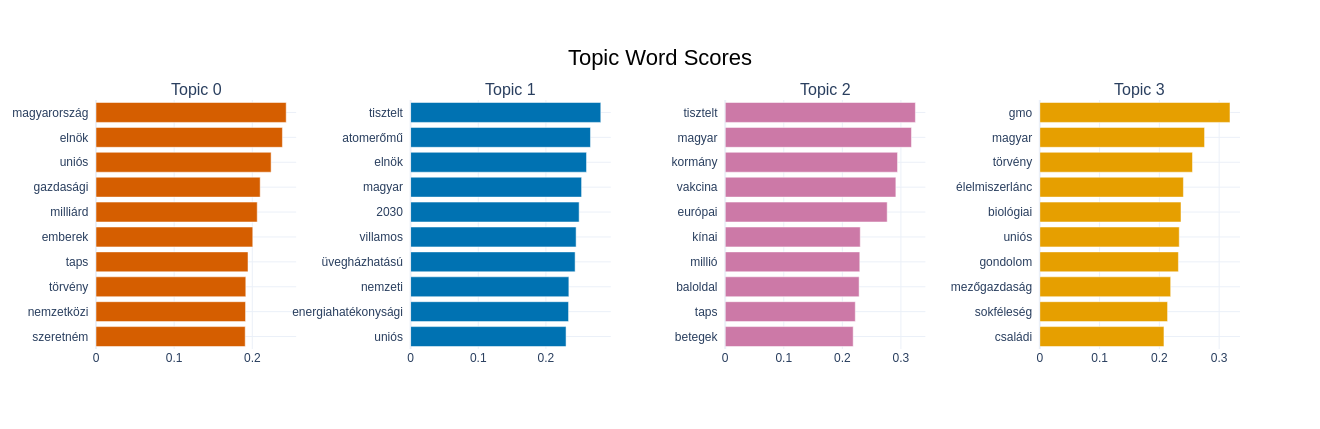 Topic Word Scores
Topic 0
magyarország
elnök
uniós
gazdasági
milliárd
emberek
taps
törvény
nemzetközi
szeretném
0 0.1 0.2
Topic 1
tisztelt
atomerőmű
elnök
magyar
2030
villamos
üvegházhatású
nemzeti
energiahatékonysági
uniós
0 0.1 0.2
Topic 2
tisztelt
magyar
kormány
vakcina
európai
kínai
millió
baloldal
taps
betegek
0 0.1 0.2 0.3
Topic 3
gmo
magyar
törvény
élelmiszerlánc
biológiai
uniós
gondolom
mezőgazdaság
sokféleség
családi
0 0.1 0.2 0.3